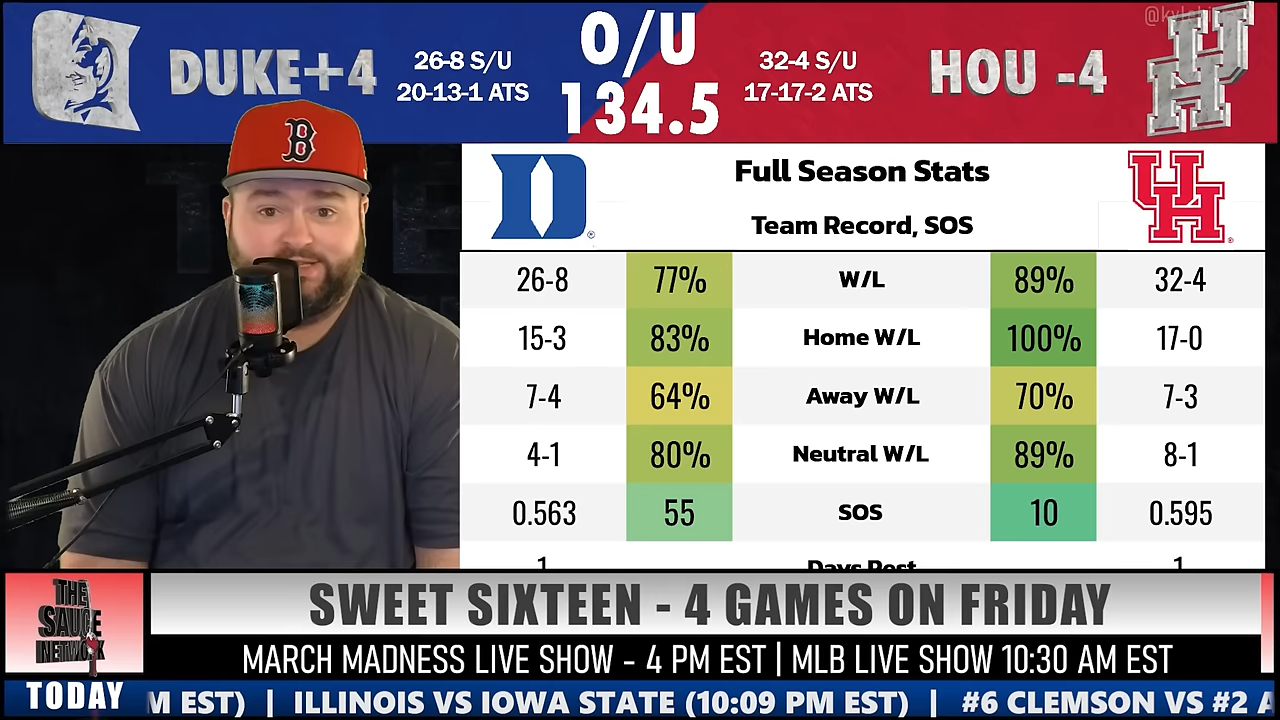 DUKE+4
26-8 S/U
20-13-1 ATS
O/U
134.5
32-4 S/U
17-17-2 ATS
HOU -4
B
D
Full Season Stats
Team Record, SOS
UH
26-8 77% W/L 89% 32-4
15-3 83% Home W/L 100% 17-0
7-4 64% Away W/L 70% 7-3
4-1 80% Neutral W/L 89% 8-1
0.563 55 SOS 10 0.595
1 Days Rest 1
THE
SAUCE
NETWORK
SWEET SIXTEEN - 4 GAMES ON FRIDAY
MARCH MADNESS LIVE SHOW - 4 PM EST | MLB LIVE SHOW 10:30 AM EST
TODAY
M EST) | ILLINOIS VS IOWA STATE (10:09 PM EST) | #6 CLEMSON VS #2 A